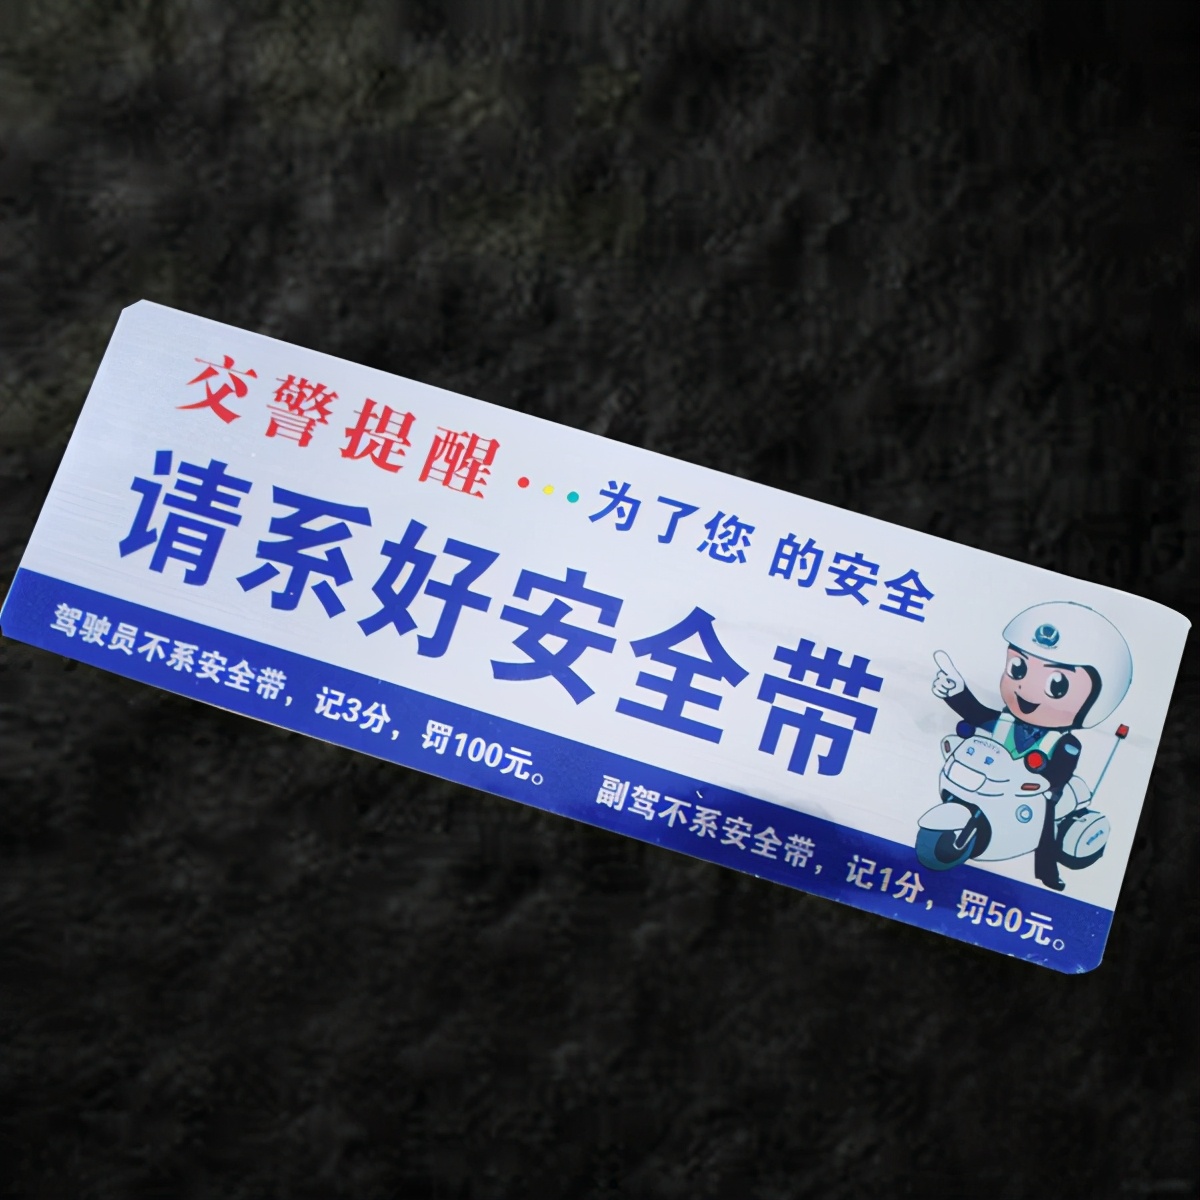 交警提醒···为了您 的安全
请系好安全带
驾驶员不系安全带，记3分，罚100元。 副驾不系安全带，记1分，罚50元。